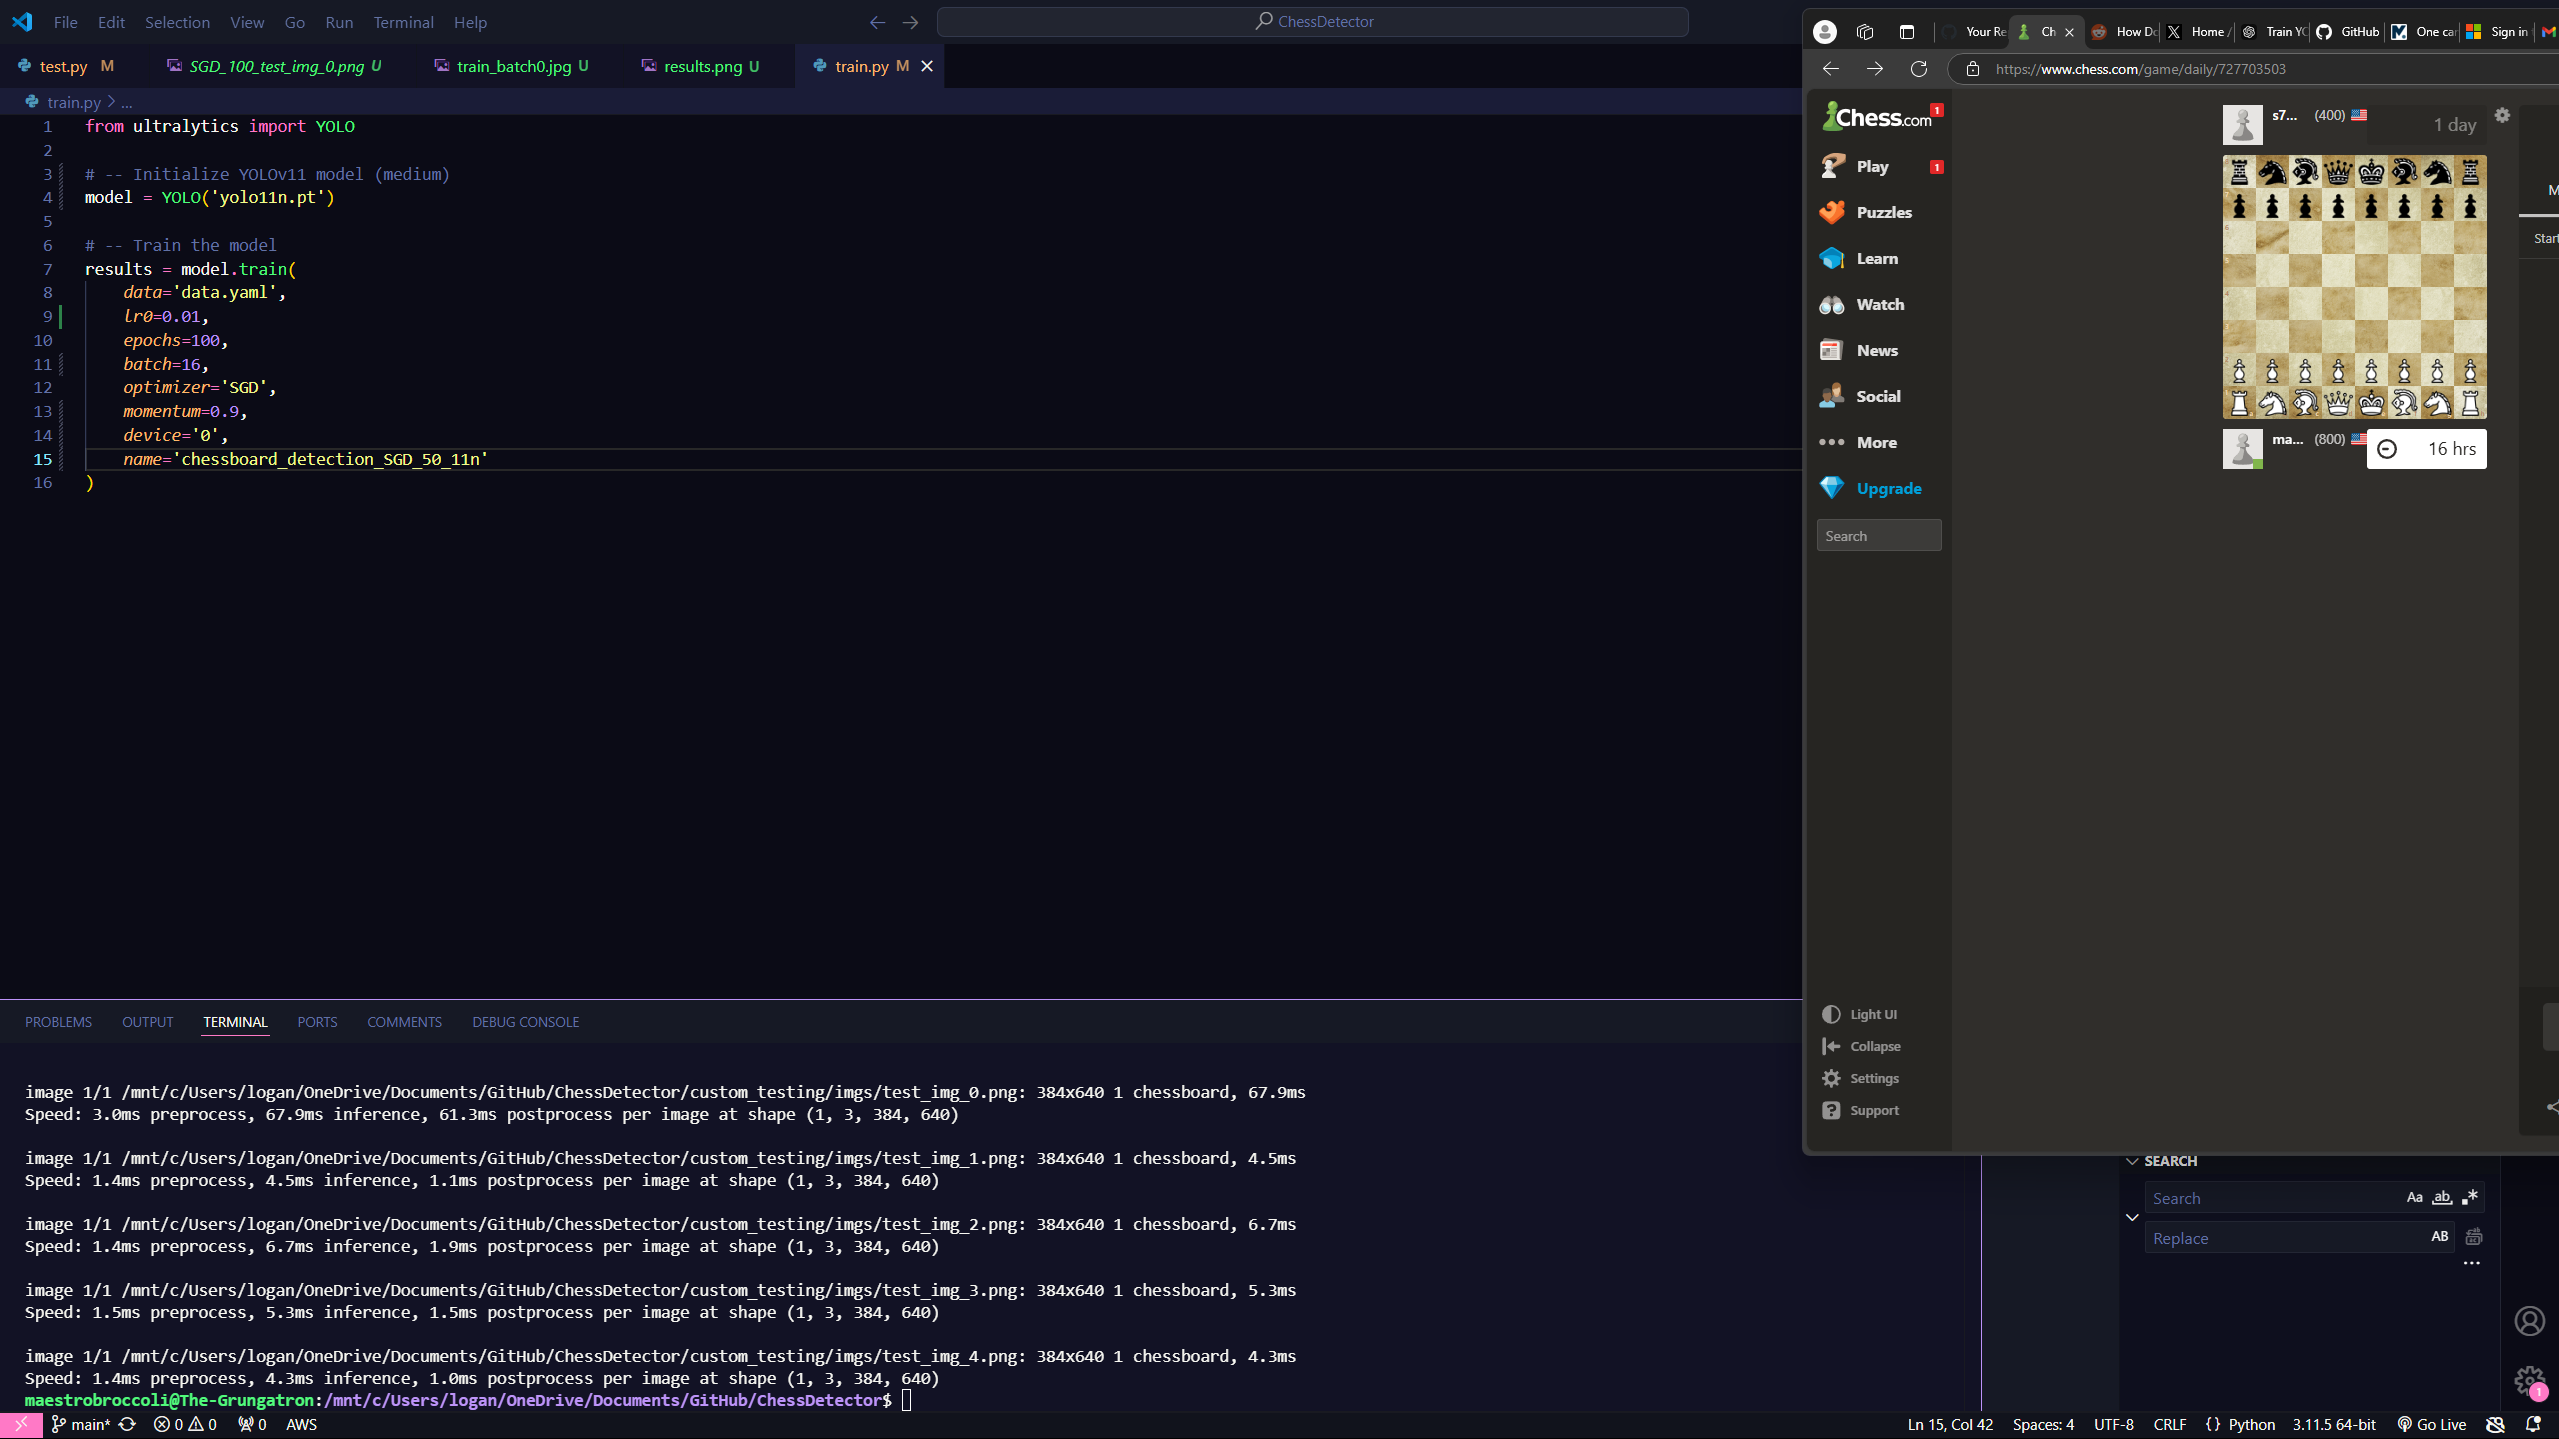 File Edit Selection View Go Run Terminal Help
ChessDetector
test.py M
SGD_100_test_img_0.png U
train_batch0.jpg U
results.png U
train.py M
train.py > ...
1 from ultralytics import YOLO
2
3 # -- Initialize YOLOv11 model (medium)
4 model = YOLO('yolo11n.pt')
5
6 # -- Train the model
7 results = model.train(
8 data='data.yaml',
9 lr0=0.01,
10 epochs=100,
11 batch=16,
12 optimizer='SGD',
13 momentum=0.9,
14 device='0',
15 name='chessboard_detection_SGD_50_11n'
16 )
PROBLEMS OUTPUT TERMINAL PORTS COMMENTS DEBUG CONSOLE
image 1/1 /mnt/c/Users/logan/OneDrive/Documents/GitHub/ChessDetector/custom_testing/imgs/test_img_0.png: 384x640 1 chessboard, 67.9ms
Speed: 3.0ms preprocess, 67.9ms inference, 61.3ms postprocess per image at shape (1, 3, 384, 640)
image 1/1 /mnt/c/Users/logan/OneDrive/Documents/GitHub/ChessDetector/custom_testing/imgs/test_img_1.png: 384x640 1 chessboard, 4.5ms
Speed: 1.4ms preprocess, 4.5ms inference, 1.1ms postprocess per image at shape (1, 3, 384, 640)
image 1/1 /mnt/c/Users/logan/OneDrive/Documents/GitHub/ChessDetector/custom_testing/imgs/test_img_2.png: 384x640 1 chessboard, 6.7ms
Speed: 1.4ms preprocess, 6.7ms inference, 1.9ms postprocess per image at shape (1, 3, 384, 640)
image 1/1 /mnt/c/Users/logan/OneDrive/Documents/GitHub/ChessDetector/custom_testing/imgs/test_img_3.png: 384x640 1 chessboard, 5.3ms
Speed: 1.5ms preprocess, 5.3ms inference, 1.5ms postprocess per image at shape (1, 3, 384, 640)
image 1/1 /mnt/c/Users/logan/OneDrive/Documents/GitHub/ChessDetector/custom_testing/imgs/test_img_4.png: 384x640 1 chessboard, 4.3ms
Speed: 1.4ms preprocess, 4.3ms inference, 1.0ms postprocess per image at shape (1, 3, 384, 640)
maestrobroccoli@The-Grungatron:/mnt/c/Users/logan/OneDrive/Documents/GitHub/ChessDetector$
main* 0 0 0 AWS
Ln 15, Col 42 Spaces: 4 UTF-8 CRLF {} Python 3.11.5 64-bit Go Live
Your Re
Ch
How Do
Home /
Train YO
GitHub
One car
Sign in
https://www.chess.com/game/daily/727703503
Chess.com 1
Play 1
Puzzles
Learn
Watch
News
Social
More
Upgrade
Search
Light UI
Collapse
Settings
Support
s7... (400)
1 day
ma... (800)
16 hrs
M
Start
SEARCH
Search Aa ab .*
Replace AB
...
1